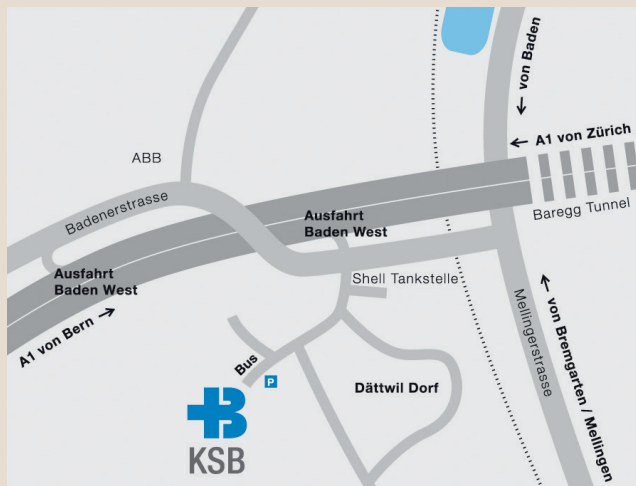 von Baden
A1 von Zürich
ABB
Badenerstrasse
Ausfahrt
Baden West
Baregg Tunnel
Ausfahrt
Baden West
Shell Tankstelle
A1 von Bern
Mellingerstrasse
von Bremgarten / Mellingen
Bus
P
Dättwil Dorf
KSB